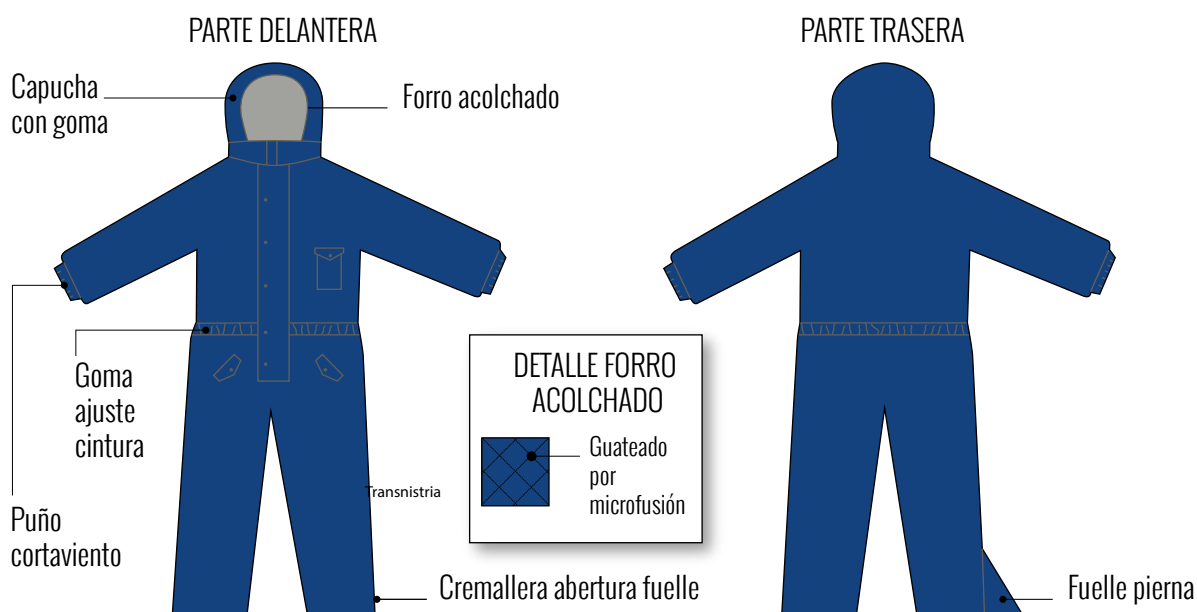 PARTE DELANTERA
PARTE TRASERA
Capucha
con goma
Forro acolchado
Goma
ajuste
cintura
DETALLE FORRO
ACOLCHADO
Guateado
por
microfusión
Transnistria
Puño
cortaviento
Cremallera abertura fuelle
Fuelle pierna